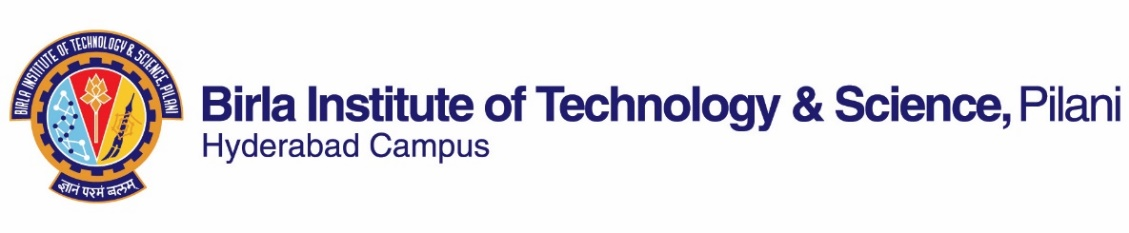 BIRLA INSTITUTE OF TECHNOLOGY & SCIENCE, PILANI
ज्ञानं परमं बलम्
Birla Institute of Technology & Science, Pilani
Hyderabad Campus